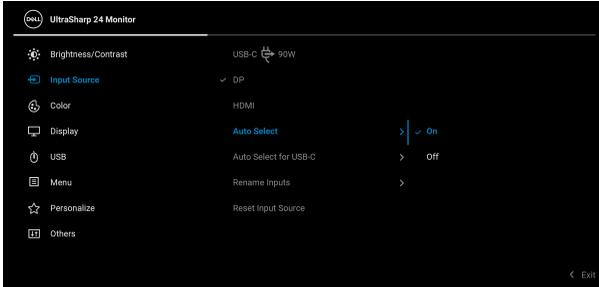 DELL UltraSharp 24 Monitor
Brightness/Contrast USB-C 90W
Input Source DP
Color HDMI
Display Auto Select On
USB Auto Select for USB-C Off
Menu Rename Inputs
Personalize Reset Input Source
Others
Exit